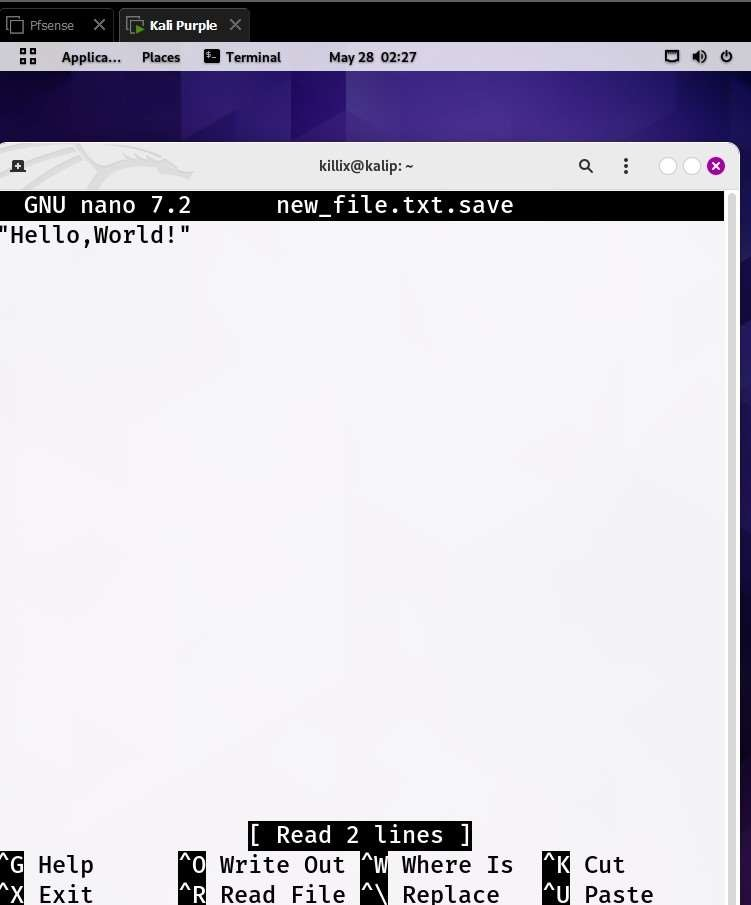 Pfsense Kali Purple
Applica... Places Terminal May 28 02:27
killix@kalip: ~
GNU nano 7.2 new_file.txt.save
"Hello,World!"
[ Read 2 lines ]
^G Help ^O Write Out ^W Where Is ^K Cut
^X Exit ^R Read File ^\ Replace ^U Paste